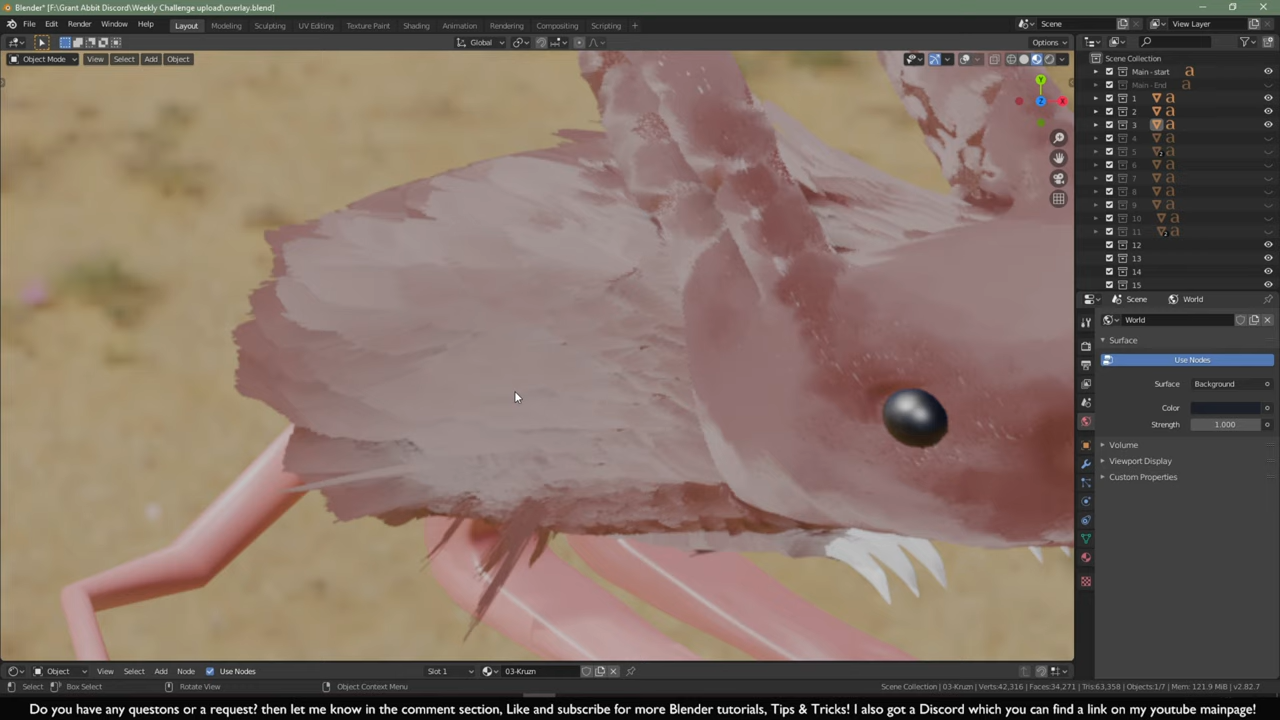 Blender* [F:\Grant Abbit Discord\Weekly Challenge upload\overlay.blend]
File Edit Render Window Help Layout Modeling Sculpting UV Editing Texture Paint Shading Animation Rendering Compositing Scripting + Scene View Layer
Global Options
Object Mode View Select Add Object
Scene Collection
Main - start
Main - End
1
2
3
4
5
6
7
8
9
10
11
12
13
14
15
Y
Z X
Scene World
World
Surface
Use Nodes
Surface Background
Color
Strength 1.000
Volume
Viewport Display
Custom Properties
Object View Select Add Node Use Nodes Slot 1 03-Kruzn
Select Box Select Rotate View Object Context Menu Scene Collection | Verts:42,316 | Faces:34,271 | Tris:63,358 | Objects:1/7 | Mem: 121.9 MiB | v2.82.7
Do you have any questons or a request? then let me know in the comment section, Like and subscribe for more Blender tutorials, Tips & Tricks! I also got a Discord which you can find a link on my youtube mainpage!